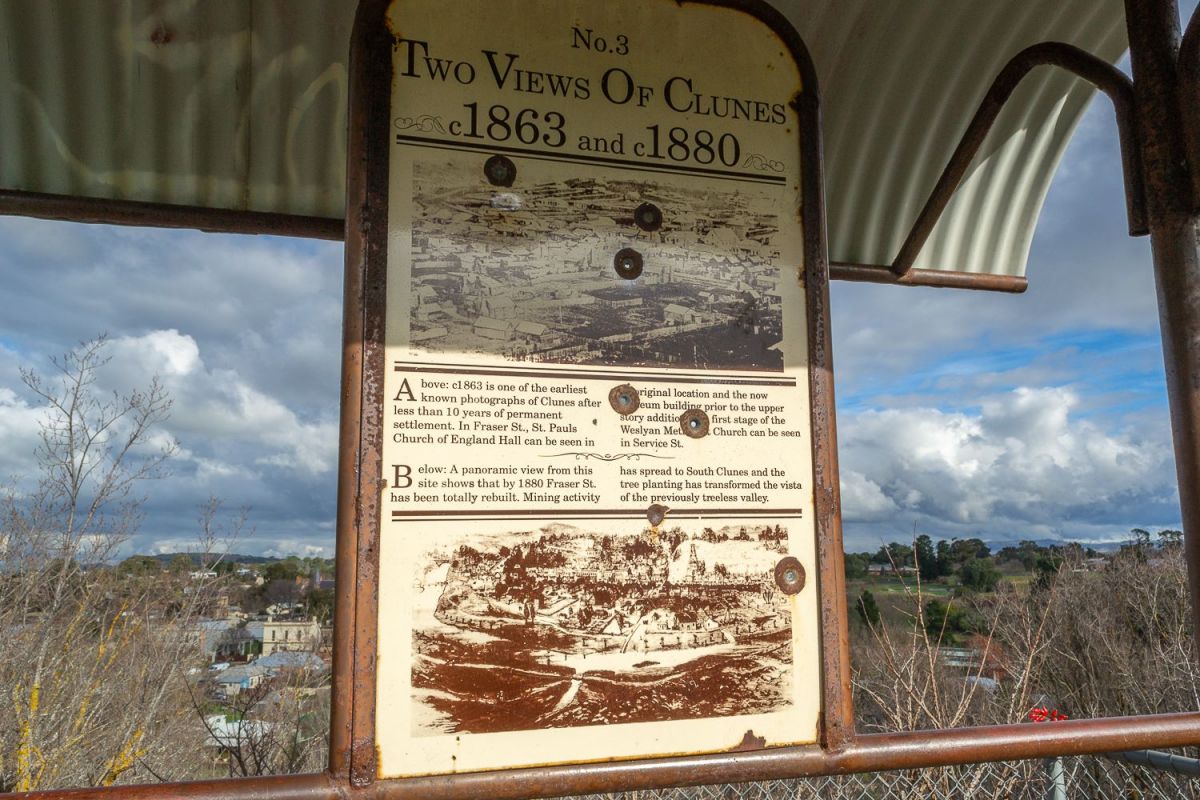 No.3
Two Views Of Clunes
c1863 and c1880
Above: c1863 is one of the earliest
known photographs of Clunes after
less than 10 years of permanent
settlement. In Fraser St., St. Pauls
Church of England Hall can be seen in
original location and the now
building prior to the upper
story first stage of the
Weslyan Church can be seen
in Service St.
Below: A panoramic view from this
site shows that by 1880 Fraser St.
has been totally rebuilt. Mining activity
has spread to South Clunes and the
tree planting has transformed the vista
of the previously treeless valley.